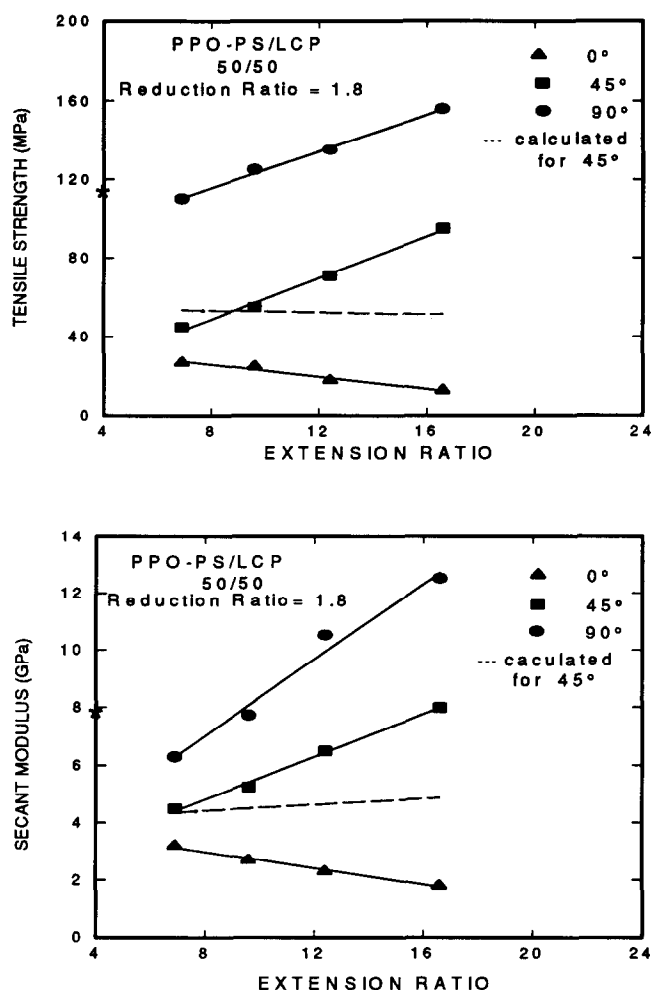 200
160
120
80
40
0
TENSILE STRENGTH (MPa)
PPO-PS/LCP
50/50
Reduction Ratio = 1.8
0°
45°
90°
--- calculated
for 45°
4 8 12 16 20 24
EXTENSION RATIO
14
12
10
8
6
4
2
0
SECANT MODULUS (GPa)
PPO-PS/LCP
50/50
Reduction Ratio= 1.8
0°
45°
90°
--- caculated
for 45°
4 8 12 16 20 24
EXTENSION RATIO